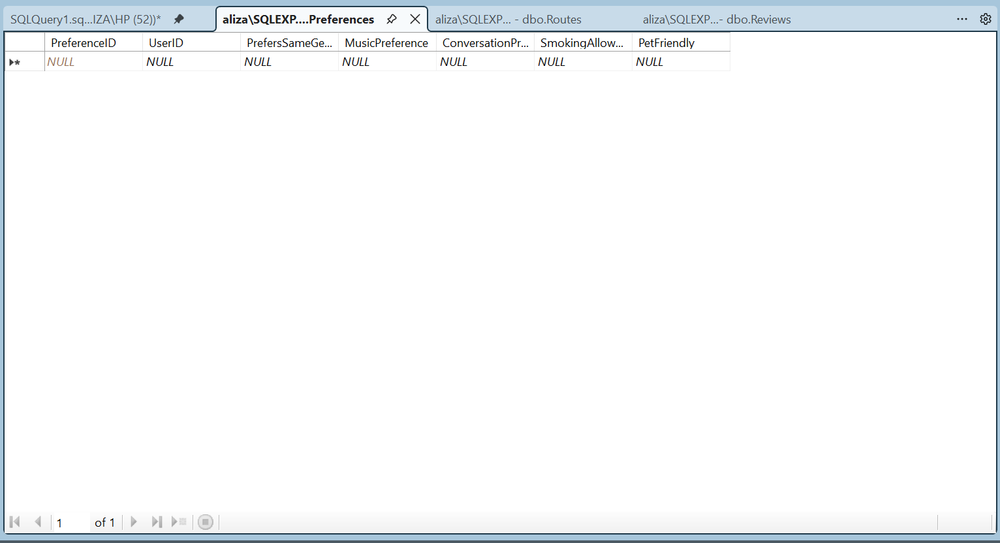 SQLQuery1.sq...IZA\HP (52))* aliza\SQLEXP....Preferences aliza\SQLEXP... - dbo.Routes aliza\SQLEXP...- dbo.Reviews
PreferenceID UserID PrefersSameGe... MusicPreference ConversationPr... SmokingAllow... PetFriendly
NULL NULL NULL NULL NULL NULL NULL
1 of 1